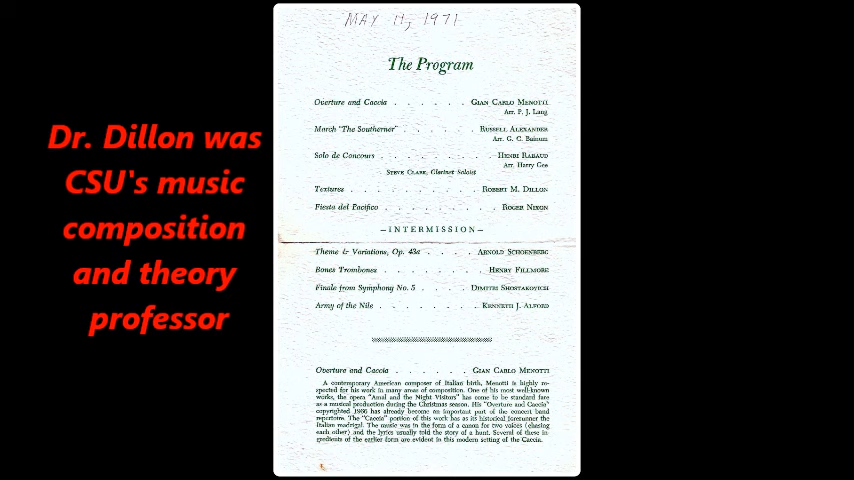 MAY 11, 1971
The Program
Overture and Caccia . . . . . . GIAN CARLO MENOTTI
Arr. P. J. Lang
March "The Southerner" . . . . . . RUSSELL ALEXANDER
Arr. G. C. Bainum
Solo de Concours . . . . . . . . HENRI RABAUD
Arr. Harry Gee
STEVE CLARK, Clarinet Soloist
Textures . . . . . . . . . ROBERT M. DILLON
Fiesta del Pacifico . . . . . . . . ROGER NIXON
—INTERMISSION—
Theme & Variations, Op. 43a . . . . ARNOLD SCHOENBERG
Bones Trombones . . . . . . . HENRY FILLMORE
Finale from Symphony No. 5 . . . . DIMITRI SHOSTAKOVICH
Army of the Nile . . . . . . . KENNETH J. ALFORD
Overture and Caccia . . . . . . GIAN CARLO MENOTTI
A contemporary American composer of Italian birth, Menotti is highly re-
spected for his work in many areas of composition. One of his most well-known
works, the opera "Amal and the Night Visitors" has come to be standard fare
as a musical production during the Christmas season. His "Overture and Caccia"
copyrighted 1966 has already become an important part of the concert band
repertoire. The "Caccia" portion of this work has as its historical forerunner the
Italian madrigal. The music was in the form of a canon for two voices (chasing
each other) and the lyrics usually told the story of a hunt. Several of these in-
gredients of the earlier form are evident in this modern setting of the Caccia.
Dr. Dillon was
CSU's music
composition
and theory
professor